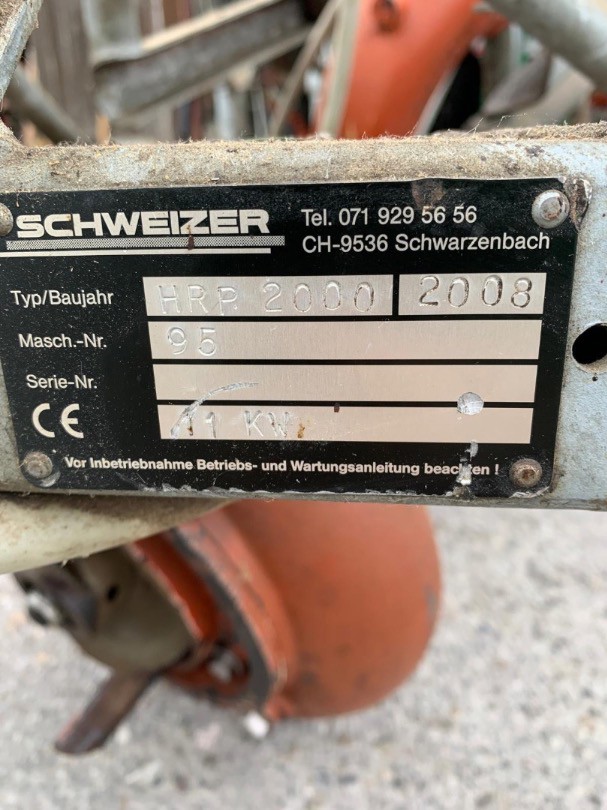 SCHWEIZER
Tel. 071 929 56 56
CH-9536 Schwarzenbach
Typ/Baujahr HRP 2000 2008
Masch.-Nr. 95
Serie-Nr.
CE 11 KW
Vor Inbetriebnahme Betriebs- und Wartungsanleitung beachten !